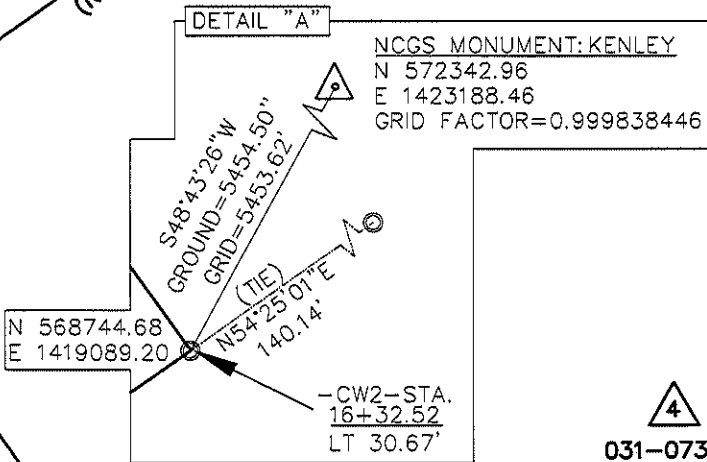 DETAIL "A"
NCGS MONUMENT: KENLEY
N 572342.96
E 1423188.46
GRID FACTOR=0.999838446
S48°43'26"W
GROUND=5454.50"
GRID=5453.62'
(TIE)
N54°25'01"E
140.14'
N 568744.68
E 1419089.20
-CW2-STA.
16+32.52
LT 30.67'
4
031-073